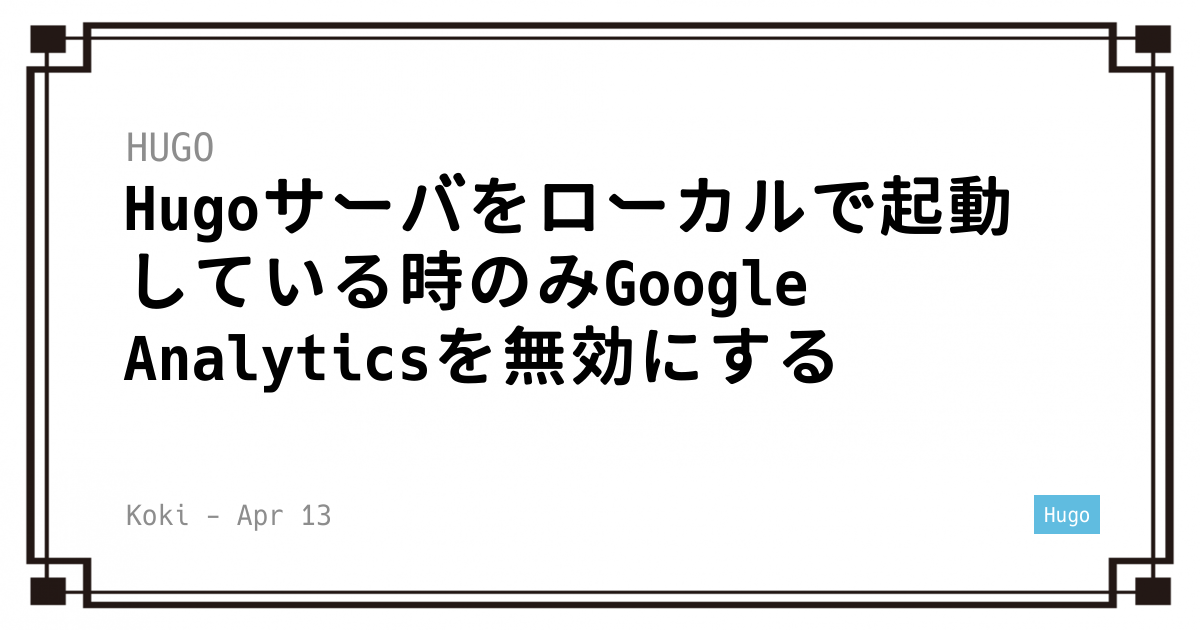 HUGO
Hugoサーバをローカルで起動
している時のみGoogle
Analyticsを無効にする
Koki - Apr 13
Hugo